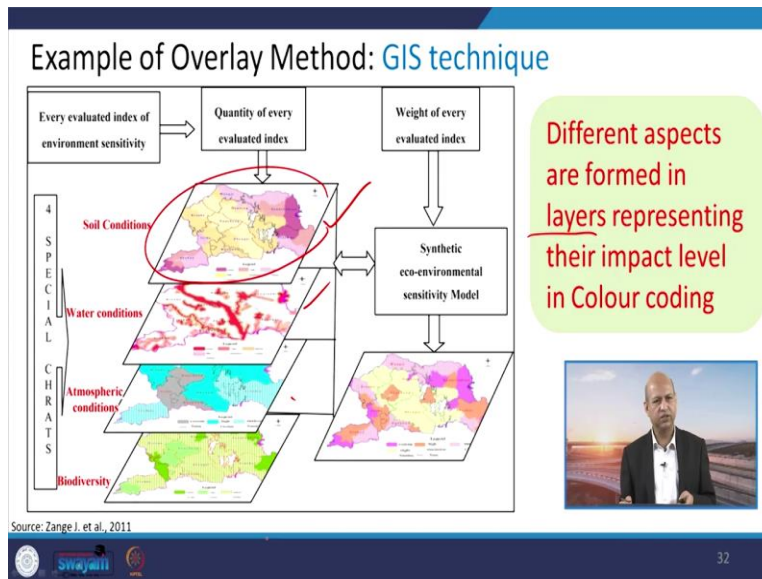 Example of Overlay Method: GIS technique
Every evaluated index of
environment sensitivity
Quantity of every
evaluated index
Weight of every
evaluated index
4
S
P
E
C
I
A
L
C
H
R
A
T
S
Soil Conditions
Water conditions
Atmospheric
conditions
Biodiversity
Synthetic
eco-environmental
sensitivity Model
Different aspects
are formed in
layers representing
their impact level
in Colour coding
Source: Zange J. et al., 2011
swayam
32